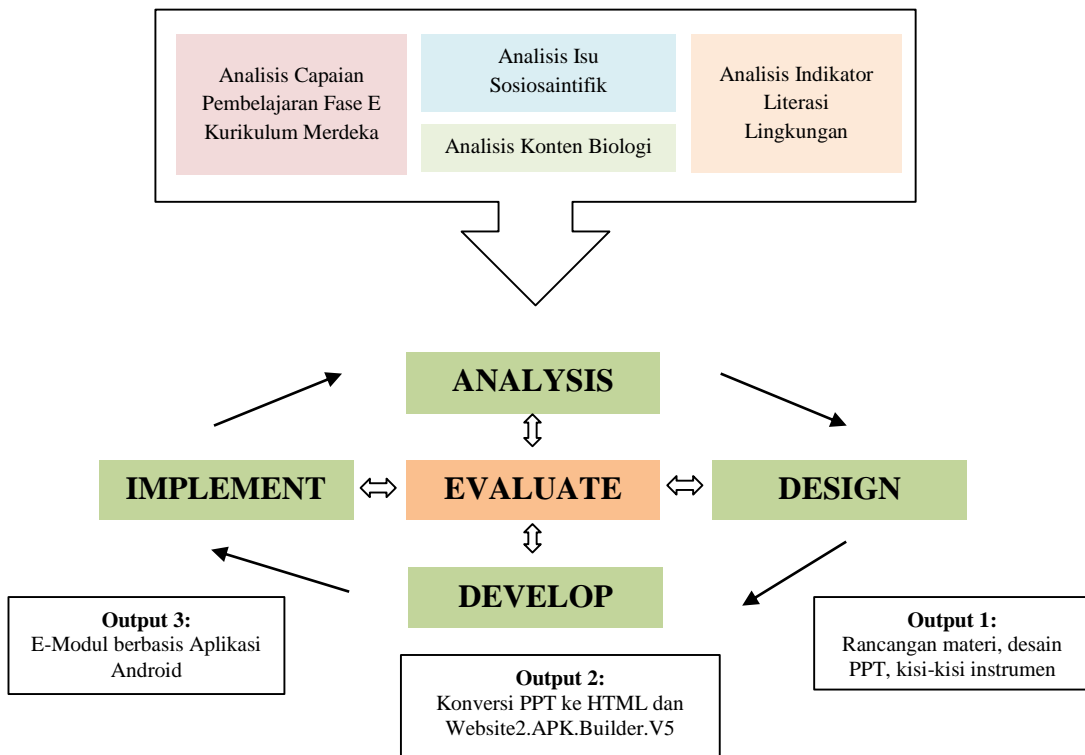 Analisis Capaian
Pembelajaran Fase E
Kurikulum Merdeka
Analisis Isu
Sosiosaintifik
Analisis Konten Biologi
Analisis Indikator
Literasi
Lingkungan
ANALYSIS
IMPLEMENT
EVALUATE
DESIGN
DEVELOP
Output 3:
E-Modul berbasis Aplikasi
Android
Output 2:
Konversi PPT ke HTML dan
Website2.APK.Builder.V5
Output 1:
Rancangan materi, desain
PPT, kisi-kisi instrumen